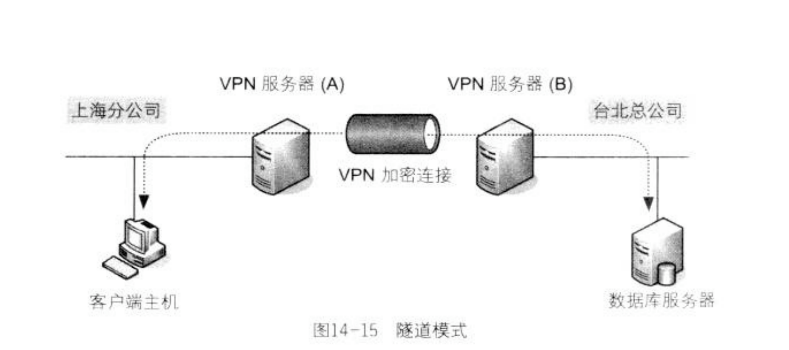 VPN 服务器 (A)
VPN 服务器 (B)
上海分公司
台北总公司
VPN 加密连接
客户端主机
数据库服务器
图14-15 隧道模式